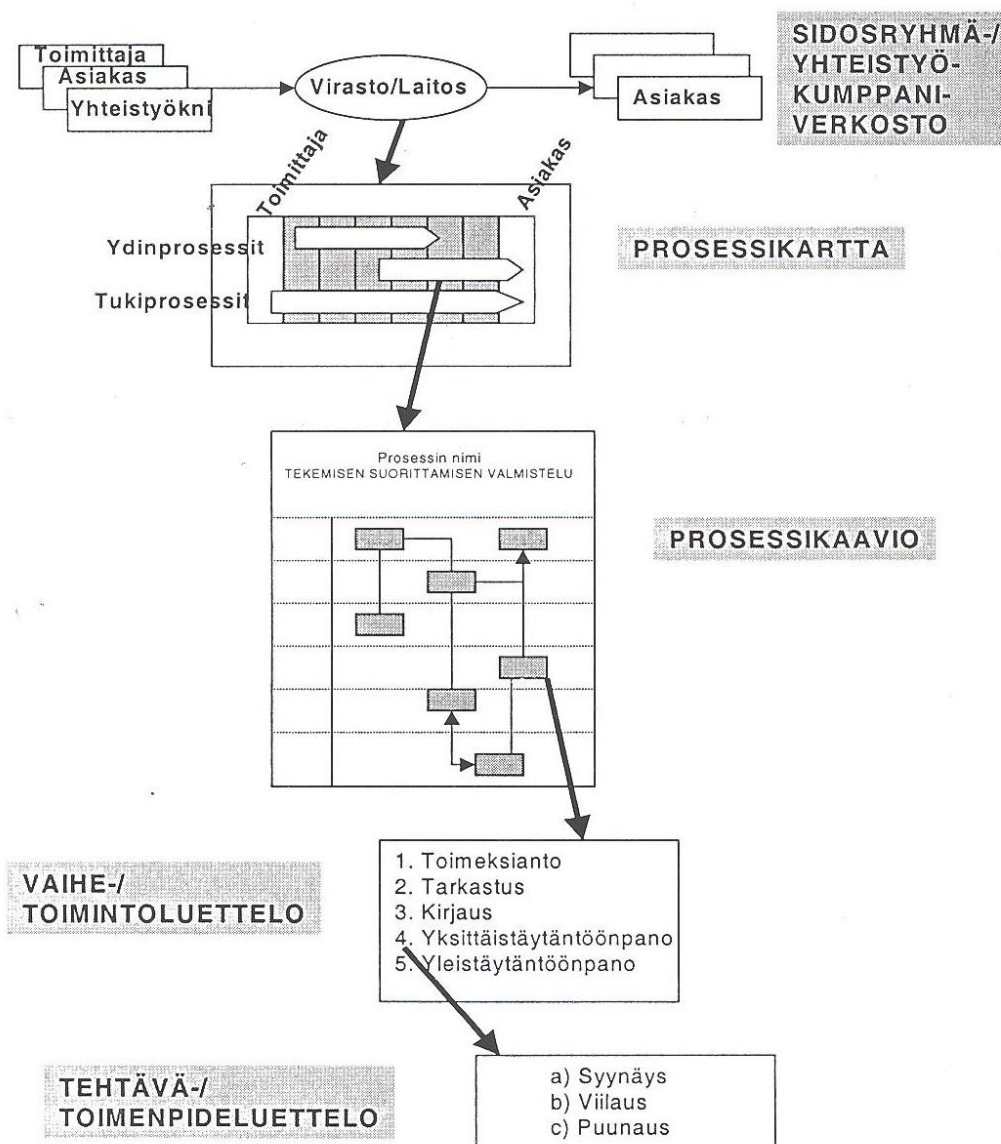 Toimittaja
Asiakas
Yhteistyökni
Virasto/Laitos
Asiakas
SIDOSRYHMÄ-/
YHTEISTYÖ-
KUMPPANI-
VERKOSTO
Toimittaja
Asiakas
Ydinprosessit
Tukiprosessit
PROSESSIKARTTA
Prosessin nimi
TEKEMISEN SUORITTAMISEN VALMISTELU
PROSESSIKAAVIO
VAIHE-/
TOIMINTOLUETTELO
1. Toimeksianto
2. Tarkastus
3. Kirjaus
4. Yksittäistäytäntöönpano
5. Yleistäytäntöönpano
TEHTÄVÄ-/
TOIMENPIDELUETTELO
a) Syynäys
b) Viilaus
c) Puunaus